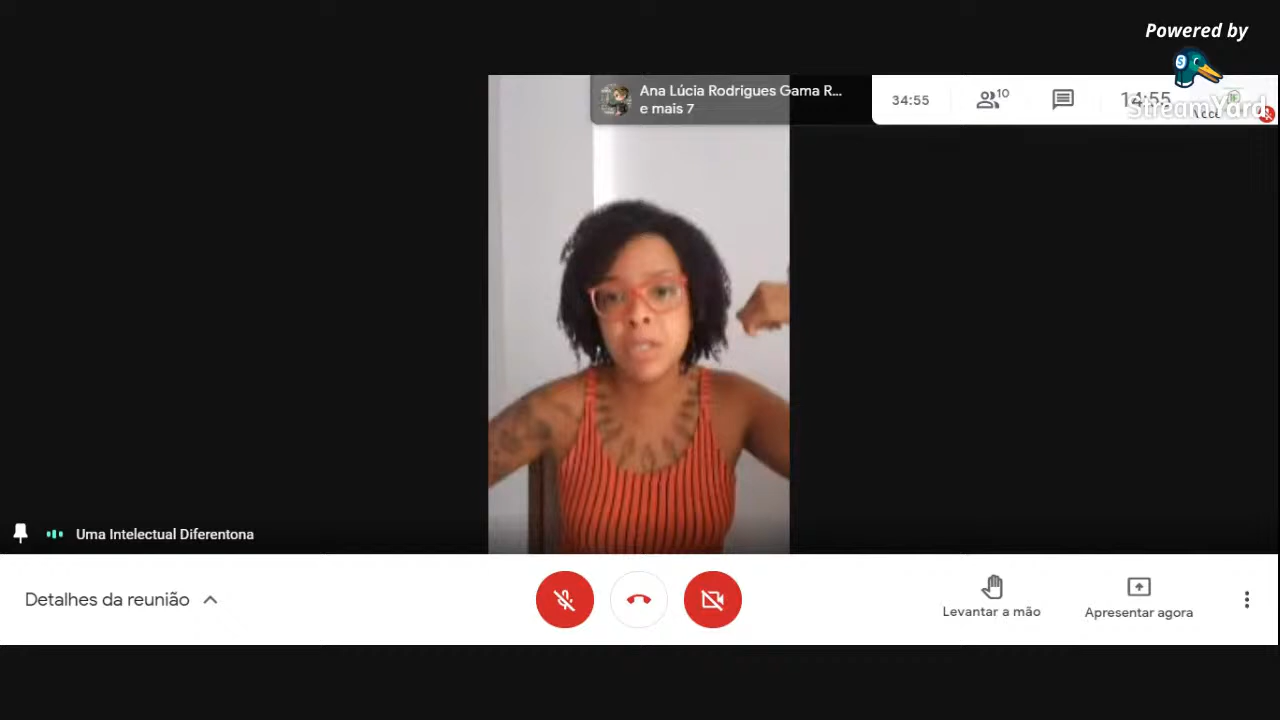 Powered by
StreamYard
Ana Lúcia Rodrigues Gama R...
e mais 7
34:55
10
14:55
Uma Intelectual Diferentona
Detalhes da reunião
Levantar a mão
Apresentar agora